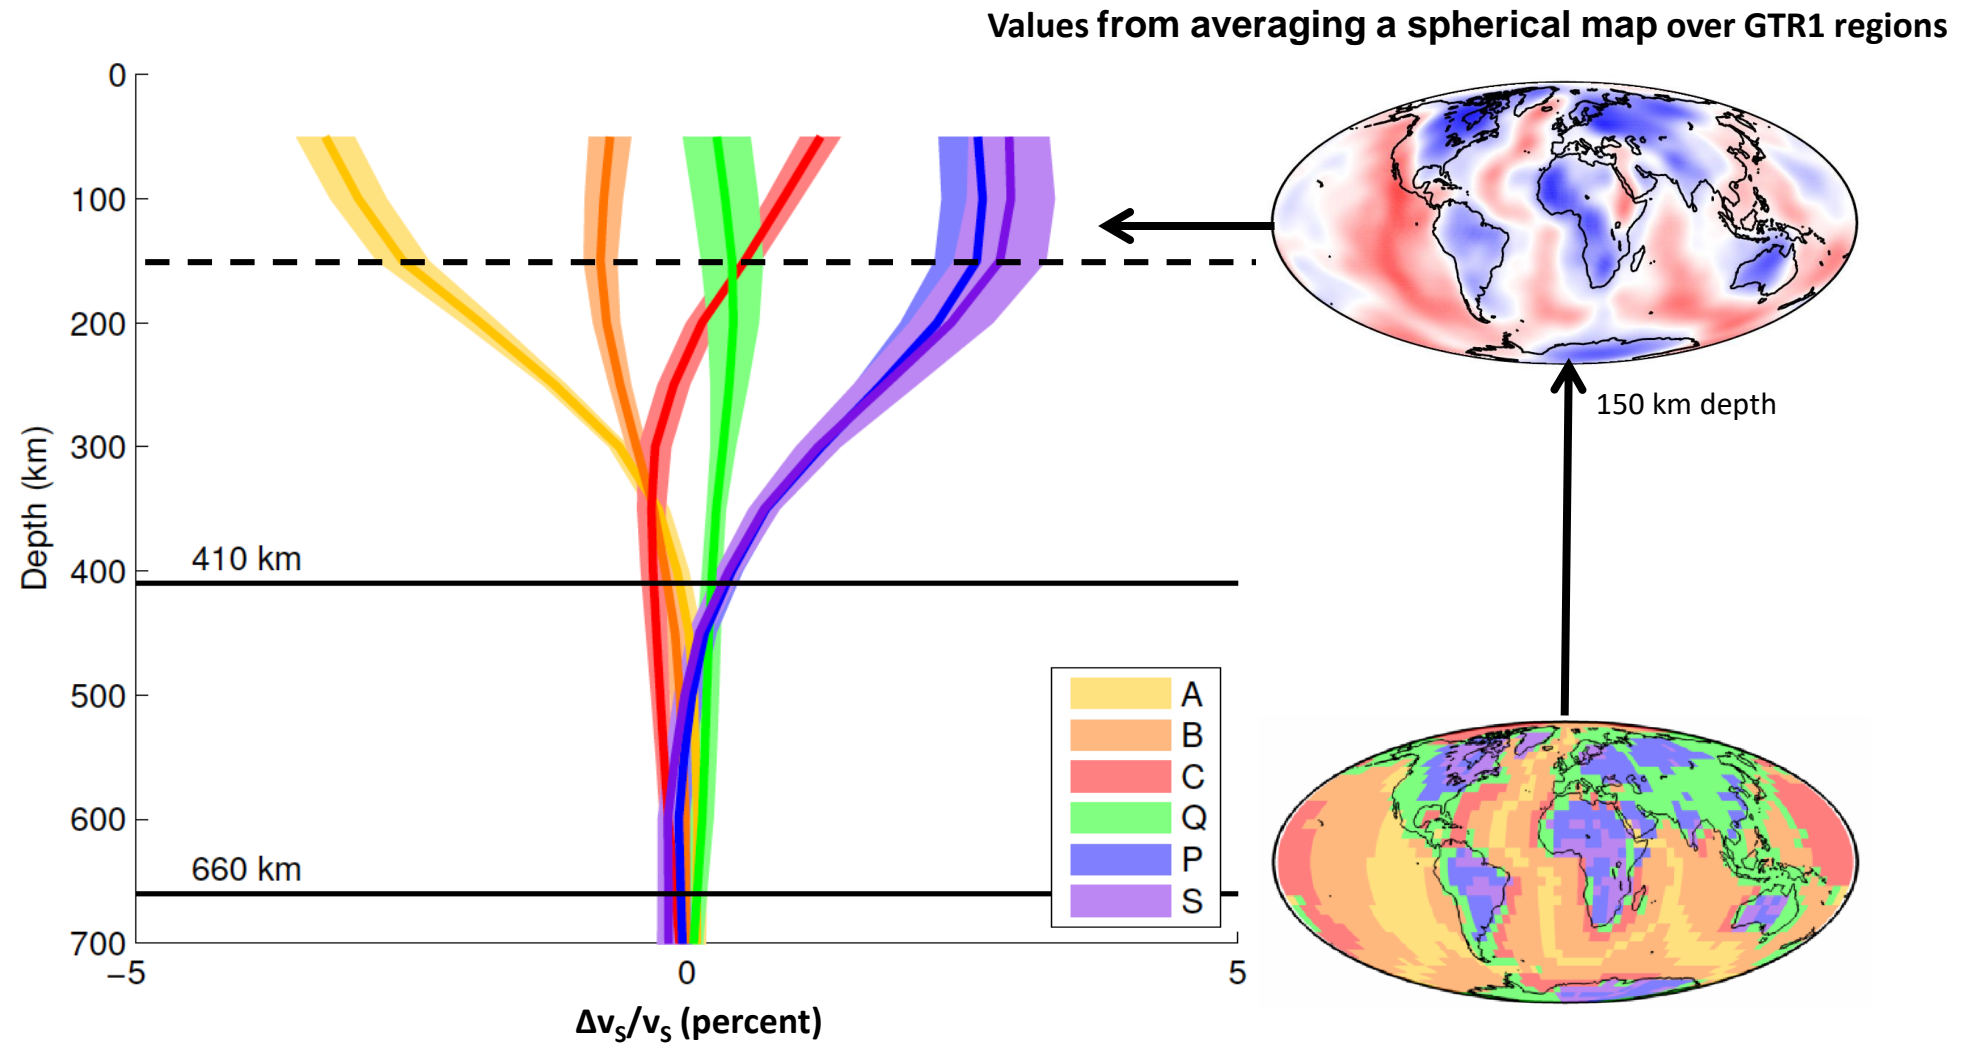 Values from averaging a spherical map over GTR1 regions
0
100
200
300
400
500
600
700
Depth (km)
410 km
660 km
−5
0
5
Δvₛ/vₛ (percent)
A
B
C
Q
P
S
150 km depth